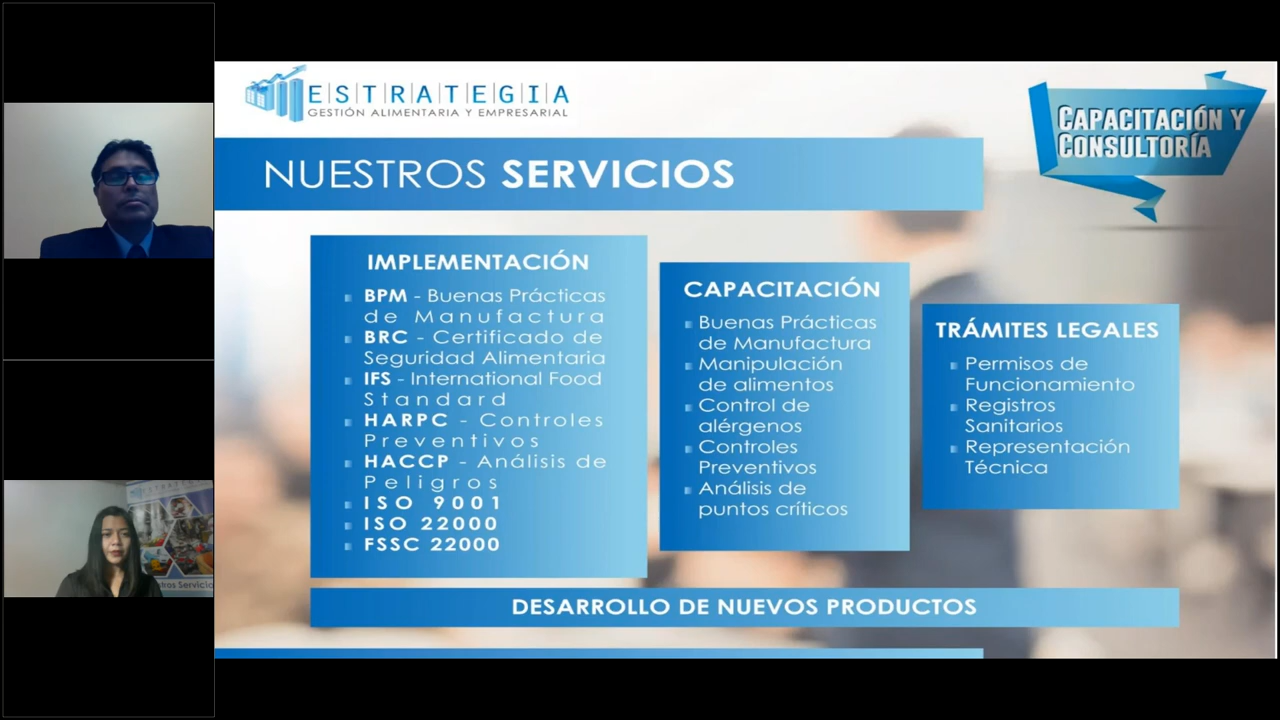 ESTRATEGIA
GESTIÓN ALIMENTARIA Y EMPRESARIAL
CAPACITACIÓN Y
CONSULTORÍA
NUESTROS SERVICIOS
IMPLEMENTACIÓN
BPM - Buenas Prácticas
de Manufactura
BRC - Certificado de
Seguridad Alimentaria
IFS - International Food
Standard
HARPC - Controles
Preventivos
HACCP - Análisis de
Peligros
ISO 9001
ISO 22000
FSSC 22000
CAPACITACIÓN
Buenas Prácticas
de Manufactura
Manipulación
de alimentos
Control de
alérgenos
Controles
Preventivos
Análisis de
puntos críticos
TRÁMITES LEGALES
Permisos de
Funcionamiento
Registros
Sanitarios
Representación
Técnica
DESARROLLO DE NUEVOS PRODUCTOS